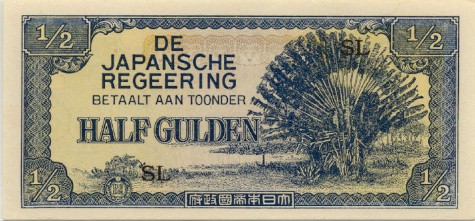 1/2 1/2
DE
JAPANSCHE
REGEERING
BETAALT AAN TOONDER
HALF GULDEN
SL
SL
1/2 1/2
府政國帝本日大